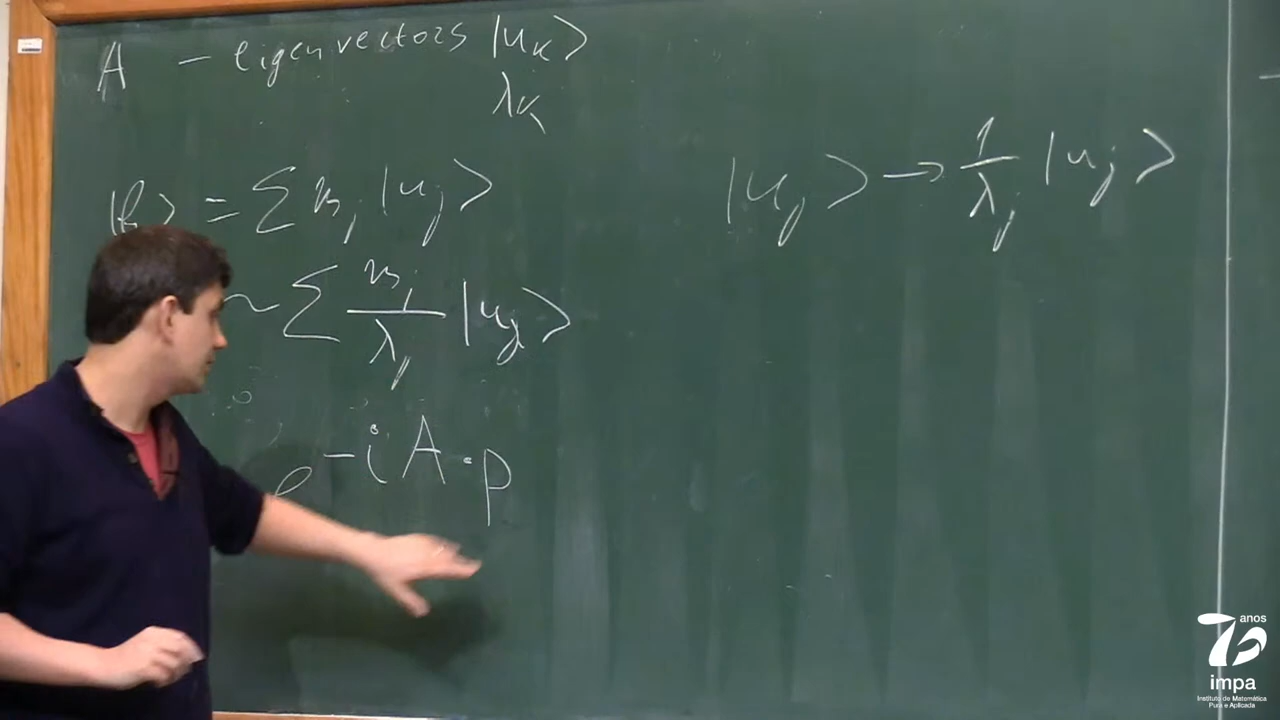 A – eigenvectors |u_k⟩
λ_k
|b⟩ = Σ β_j |u_j⟩
~ Σ β_j/λ_j |u_j⟩
e^{-iA·p}
|u_j⟩ → 1/λ_j |u_j⟩
70 anos
impa
Instituto de Matemática
Pura e Aplicada